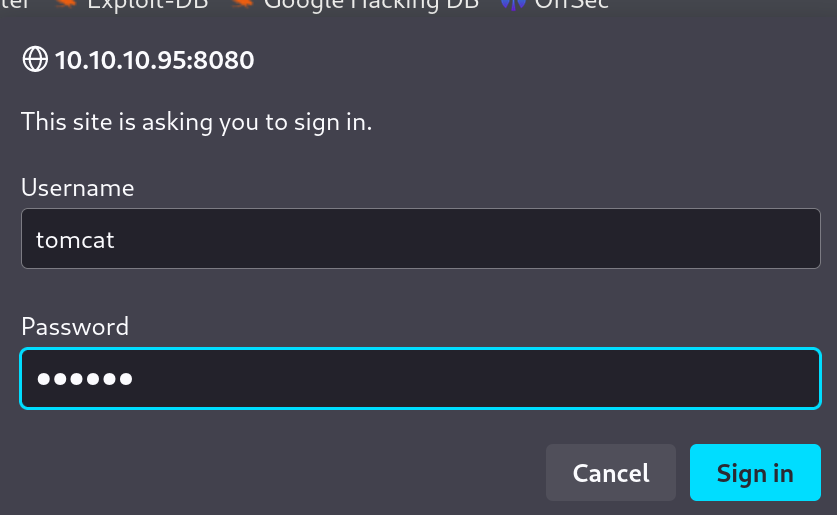 ter Exploit-DB Google Hacking DB OffSec
10.10.10.95:8080
This site is asking you to sign in.
Username
tomcat
Password
●●●●●●
Cancel Sign in